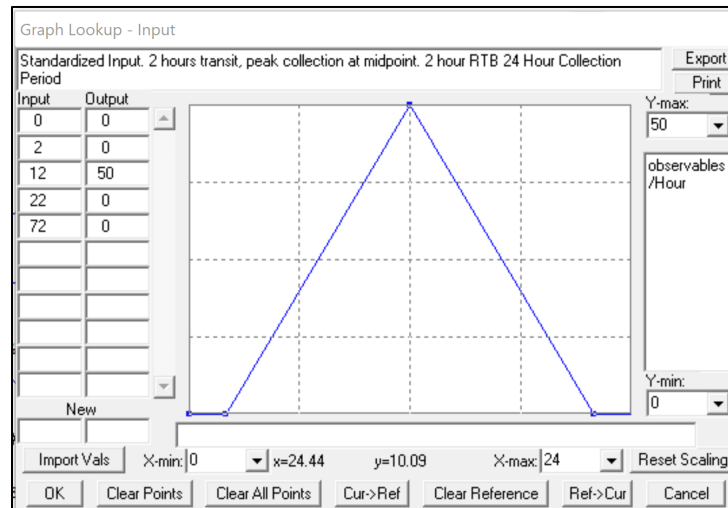 Graph Lookup - Input
Standardized Input. 2 hours transit, peak collection at midpoint. 2 hour RTB 24 Hour Collection
Period
Export
Print
Input Output
0 0
2 0
12 50
22 0
72 0
New
Y-max:
50
observables
/Hour
Y-min:
0
Import Vals X-min: 0 x=24.44 y=10.09 X-max: 24 Reset Scaling
OK Clear Points Clear All Points Cur->Ref Clear Reference Ref->Cur Cancel